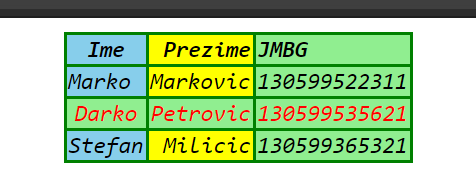 Ime Prezime JMBG
Marko Markovic 130599522311
Darko Petrovic 130599535621
Stefan Milicic 130599365321